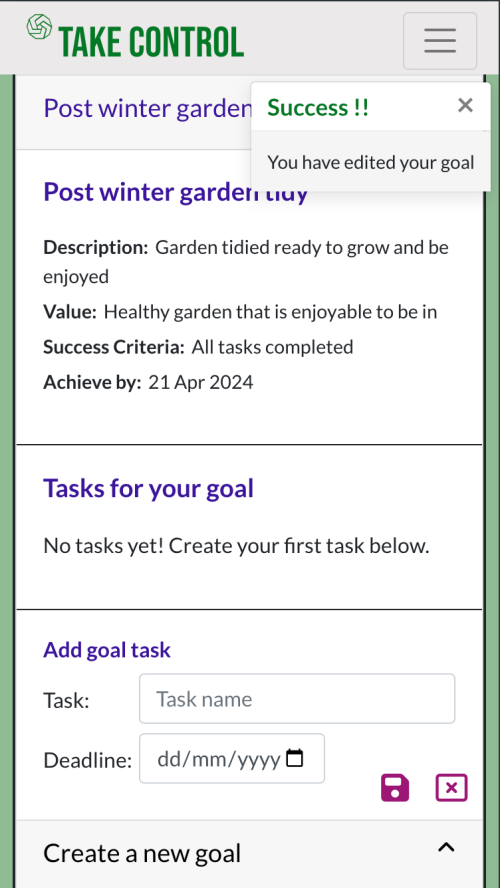 TAKE CONTROL
Post winter garden
Success !!
You have edited your goal
Post winter garden tidy
Description: Garden tidied ready to grow and be
enjoyed
Value: Healthy garden that is enjoyable to be in
Success Criteria: All tasks completed
Achieve by: 21 Apr 2024
Tasks for your goal
No tasks yet! Create your first task below.
Add goal task
Task: Task name
Deadline: dd/mm/yyyy
Create a new goal